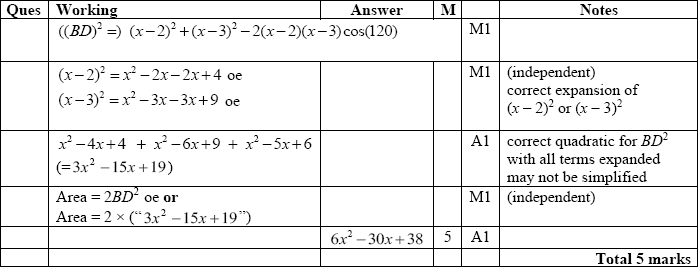 Ques Working Answer M Notes
((BD)² =) (x−2)² +(x−3)² −2(x−2)(x−3)cos(120) M1
(x−2)² = x² −2x−2x+4 oe M1 (independent)
(x−3)² = x² −3x−3x+9 oe correct expansion of
(x − 2)² or (x − 3)²
x² −4x+4 + x² −6x+9 + x² −5x+6 A1 correct quadratic for BD²
(=3x² −15x+19) with all terms expanded
may not be simplified
Area = 2BD² oe or M1 (independent)
Area = 2 × (“3x² −15x+19”)
6x² −30x+38 5 A1
Total 5 marks